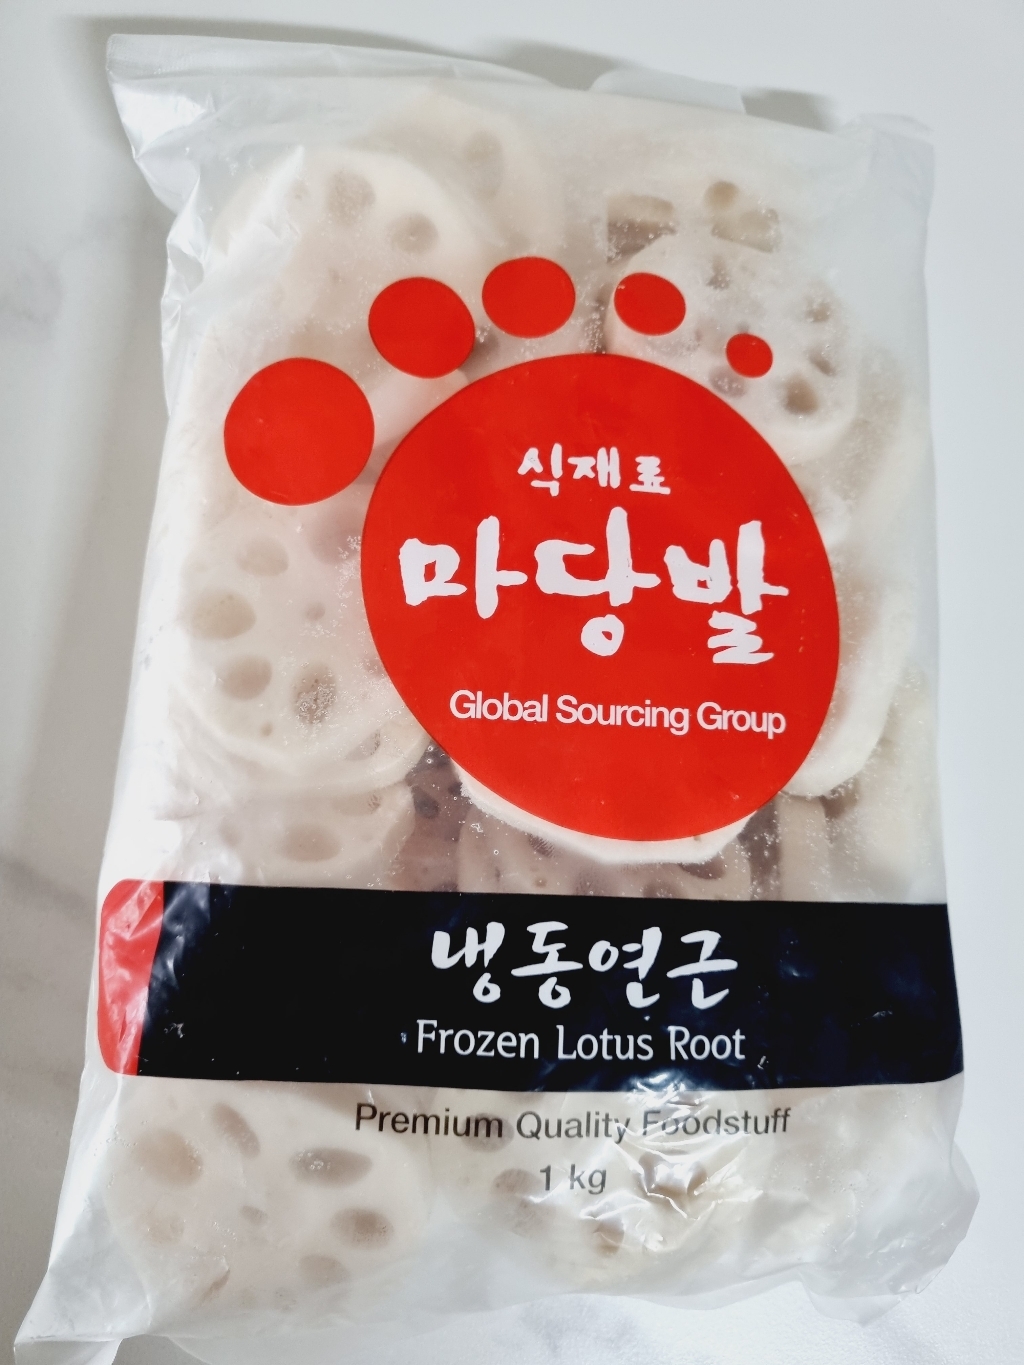 식재료
마당발
Global Sourcing Group
냉동연근
Frozen Lotus Root
Premium Quality Foodstuff
1 kg